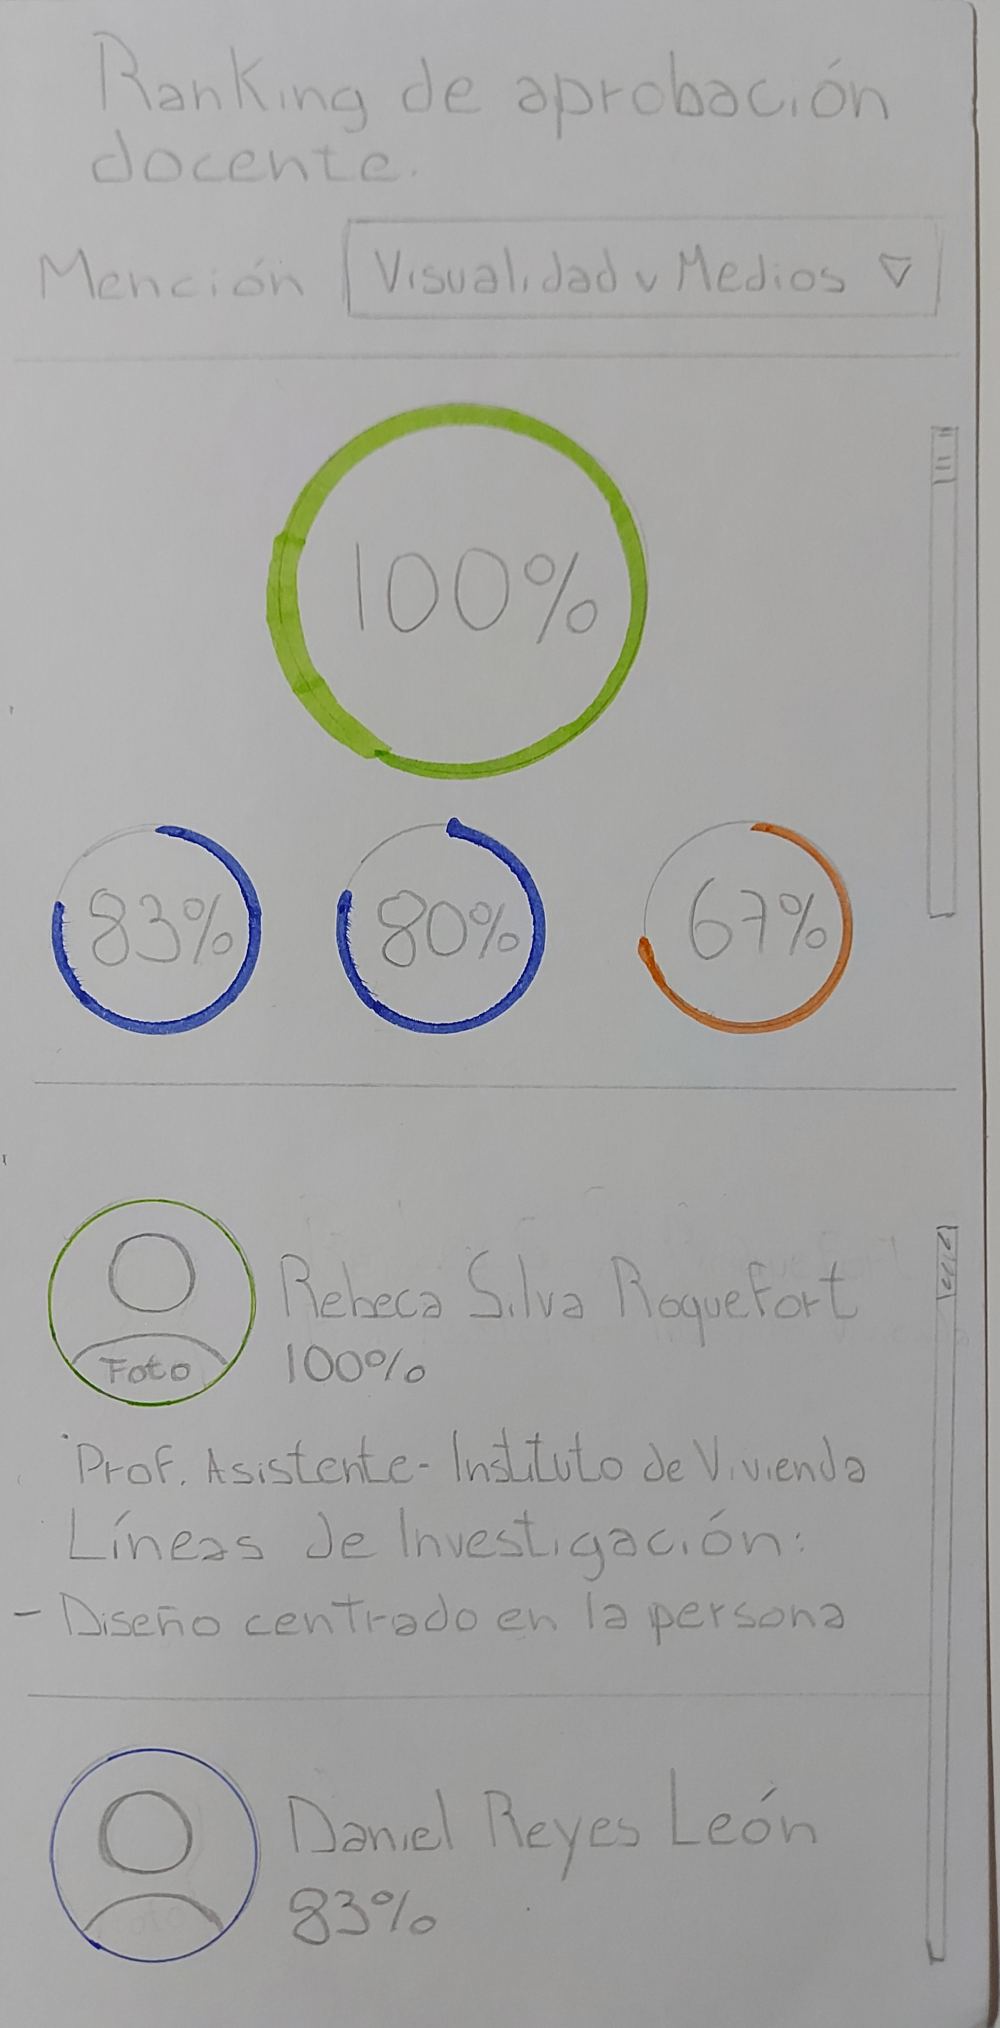 Ranking de aprobación
docente.
Mención Visualidad y Medios
100%
83% 80% 67%
Foto
Rebeca Silva Roquefort
100%
Prof. Asistente - Instituto de Vivienda
Líneas de Investigación:
- Diseño centrado en la persona
Daniel Reyes León
83%